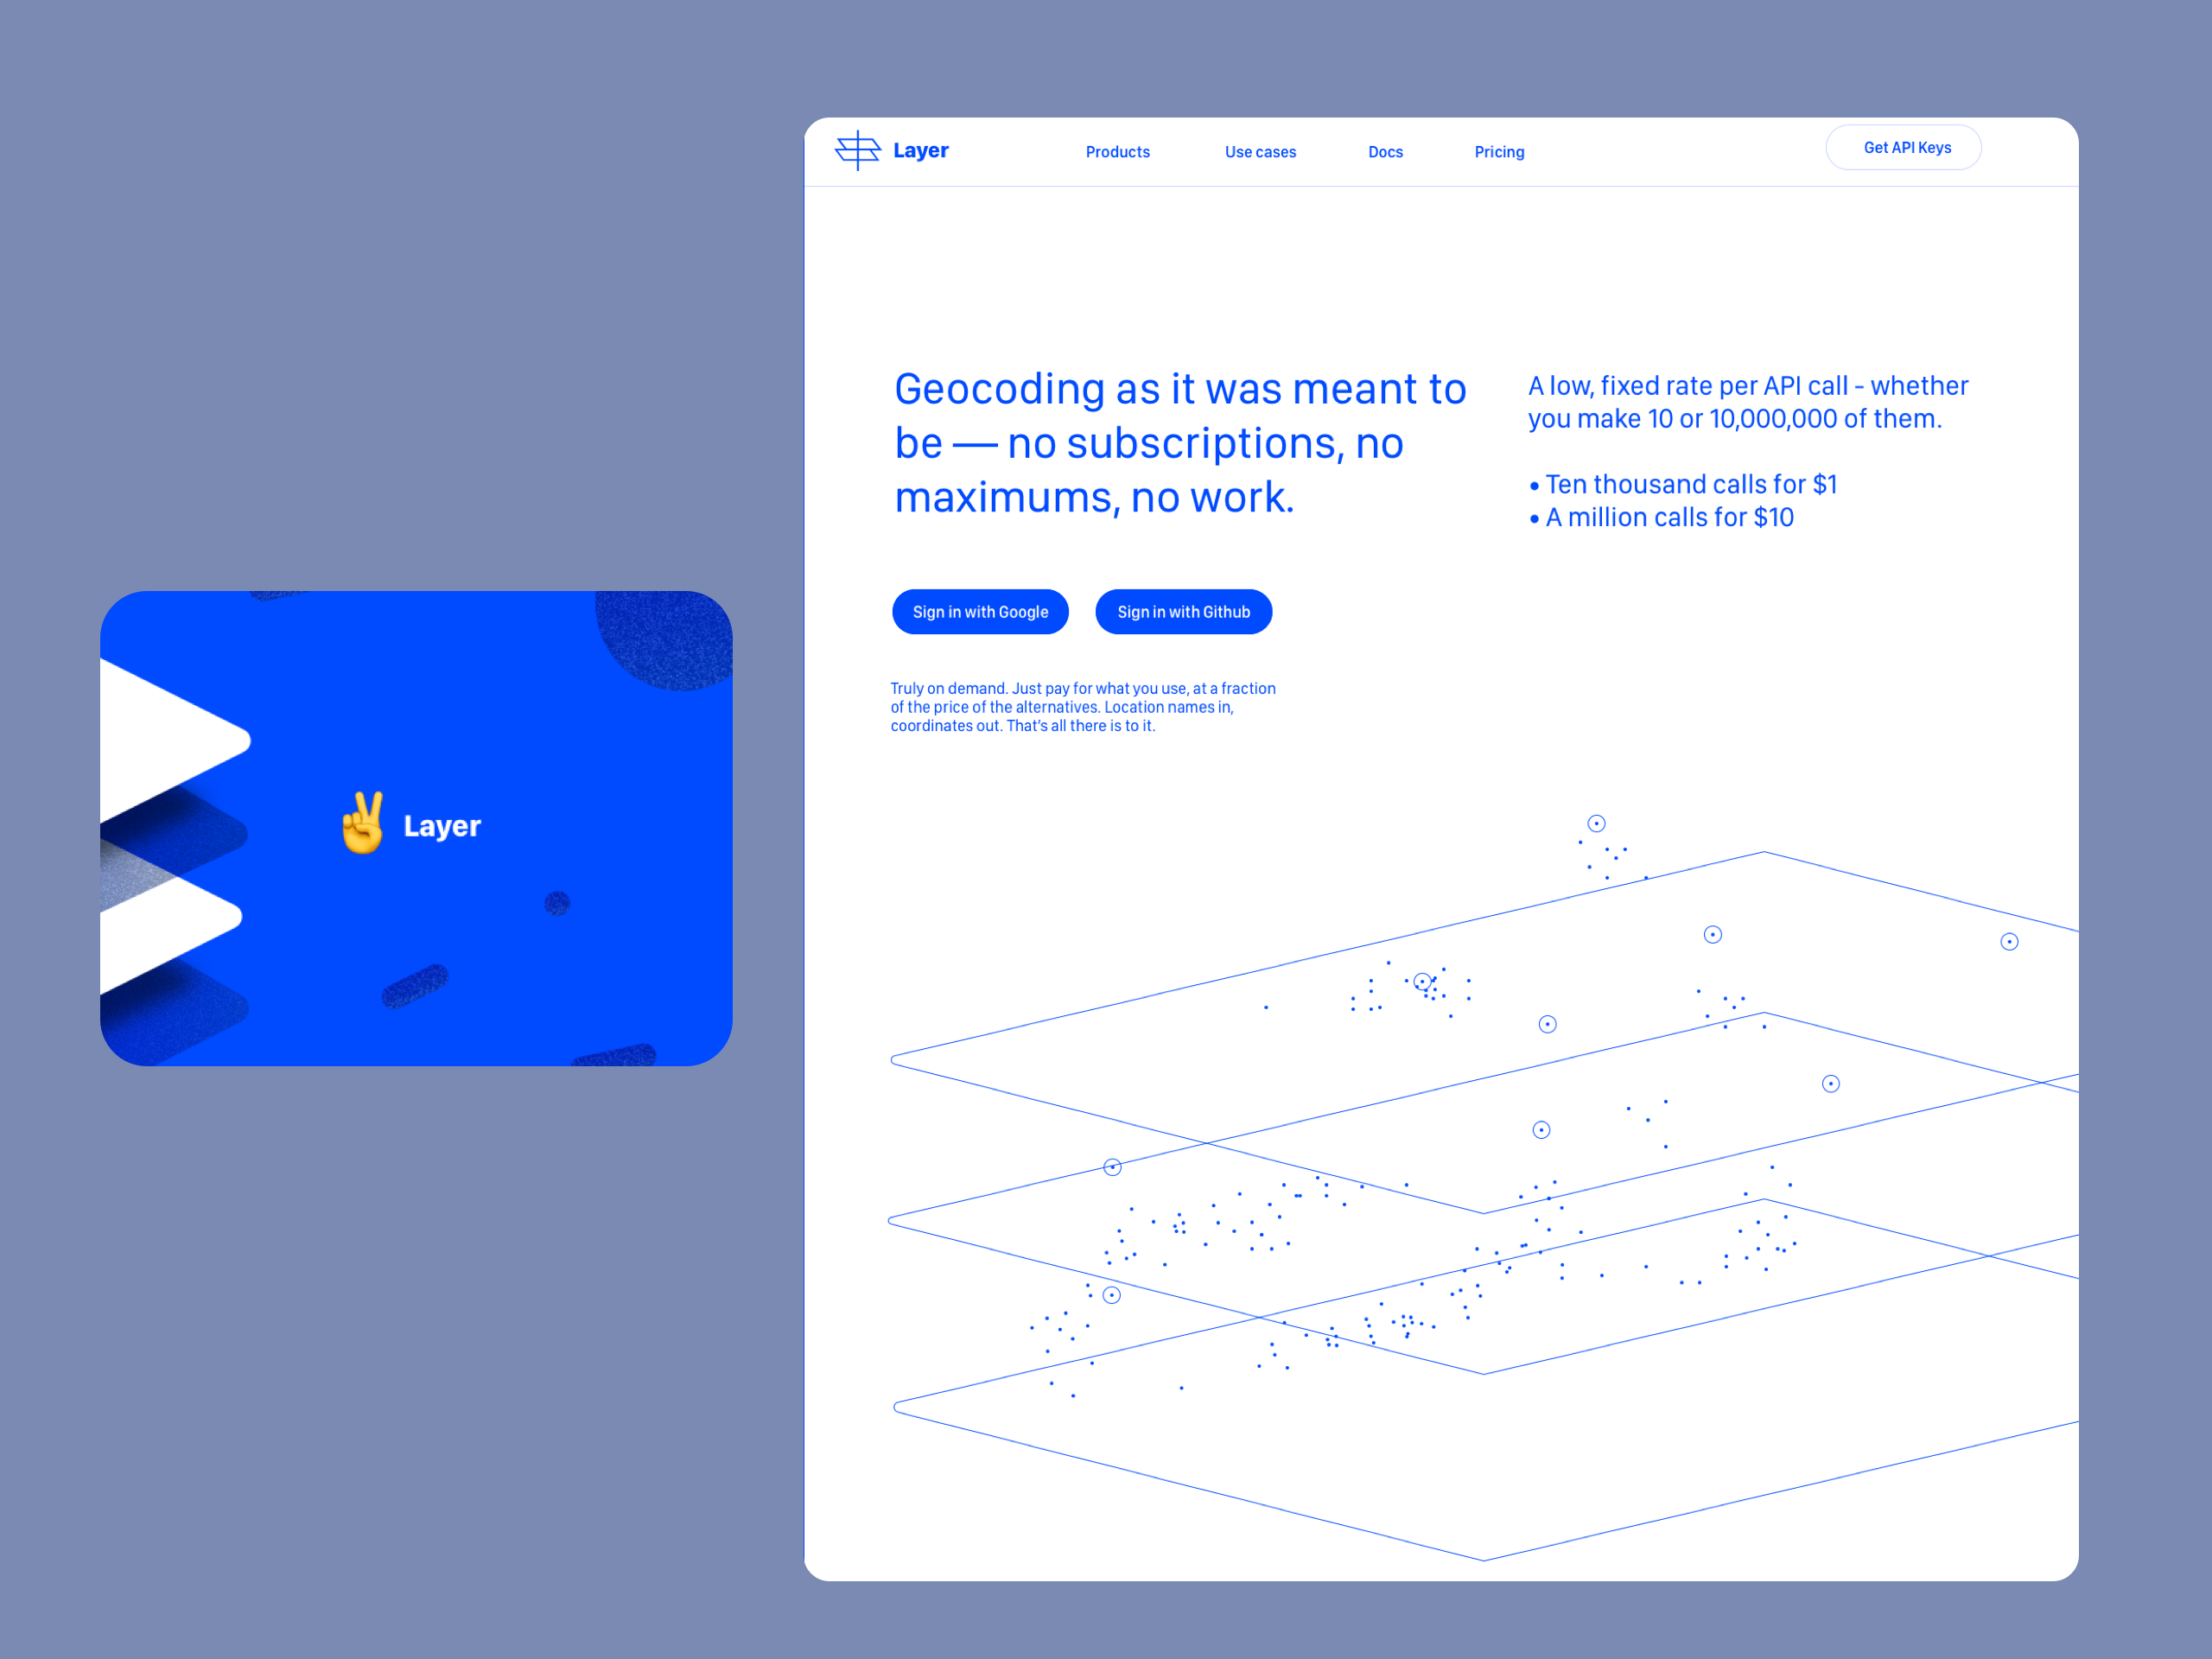 Layer
Products
Use cases
Docs
Pricing
Get API Keys
Geocoding as it was meant to
be — no subscriptions, no
maximums, no work.
A low, fixed rate per API call - whether
you make 10 or 10,000,000 of them.
• Ten thousand calls for $1
• A million calls for $10
Sign in with Google
Sign in with Github
Truly on demand. Just pay for what you use, at a fraction
of the price of the alternatives. Location names in,
coordinates out. That's all there is to it.
✌️ Layer